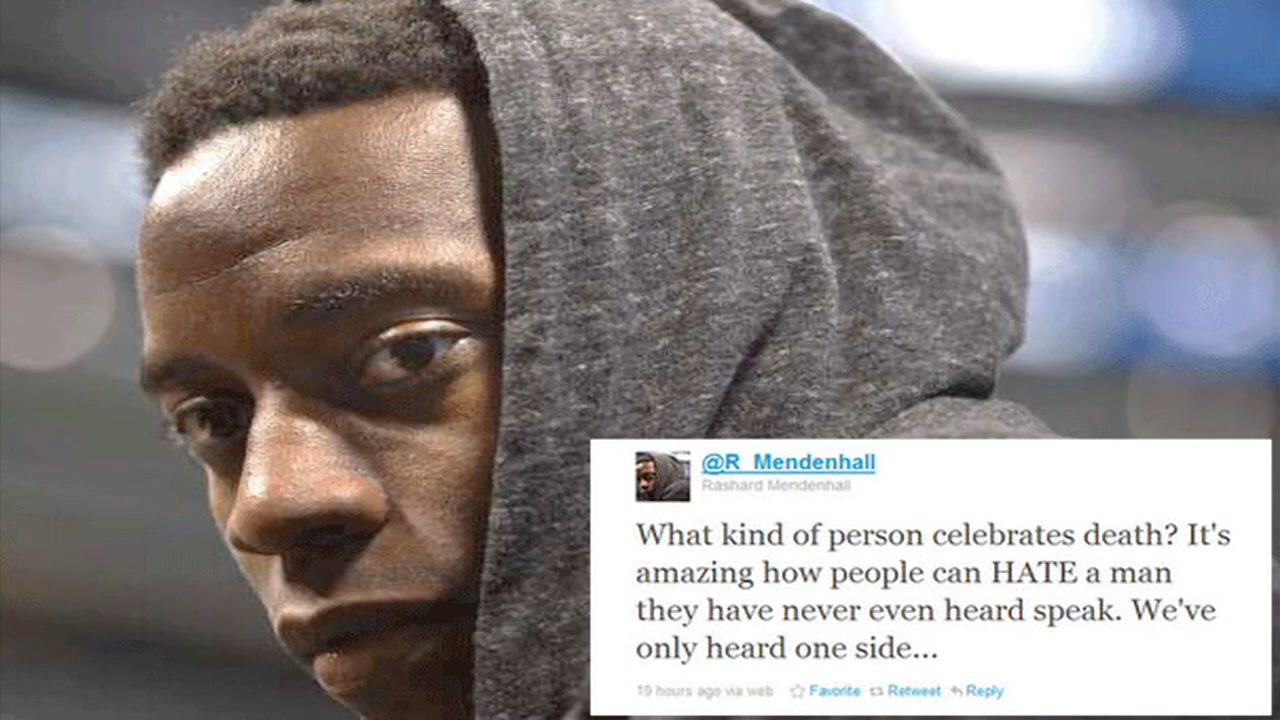 @R_Mendenhall
Rashard Mendenhall
What kind of person celebrates death? It's
amazing how people can HATE a man
they have never even heard speak. We've
only heard one side...
19 hours ago via web Favorite Retweet Reply